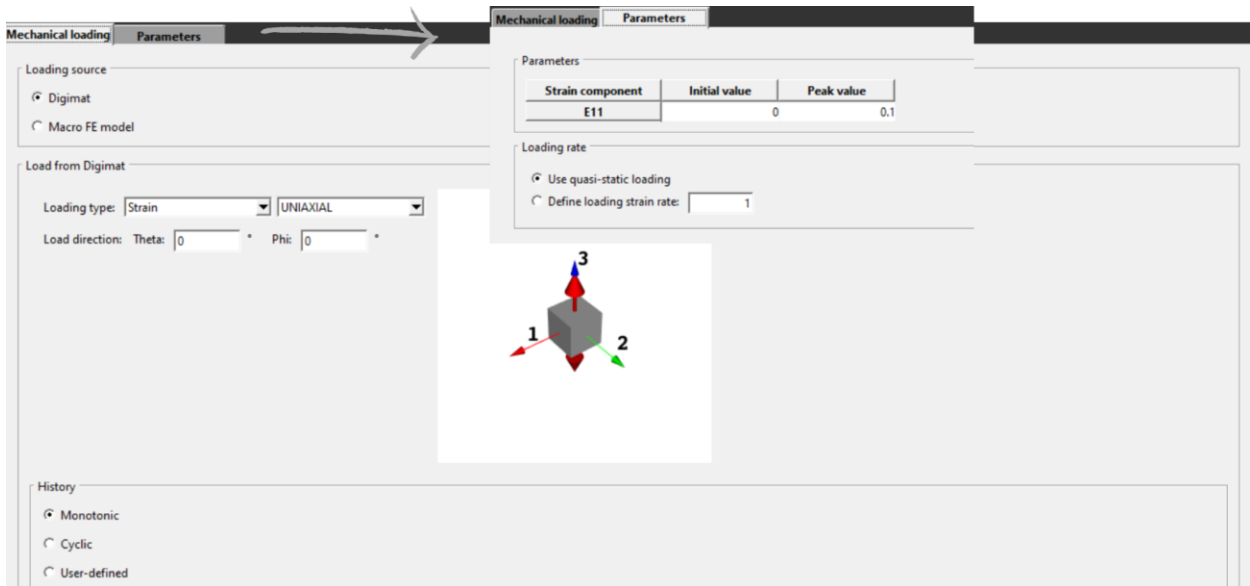 Mechanical loading Parameters
Loading source
Digimat
Macro FE model
Load from Digimat
Loading type: Strain UNIAXIAL
Load direction: Theta: 0 ° Phi: 0 °
1
2
3
History
Monotonic
Cyclic
User-defined
Mechanical loading Parameters
Parameters
Strain component Initial value Peak value
E11 0 0.1
Loading rate
Use quasi-static loading
Define loading strain rate: 1